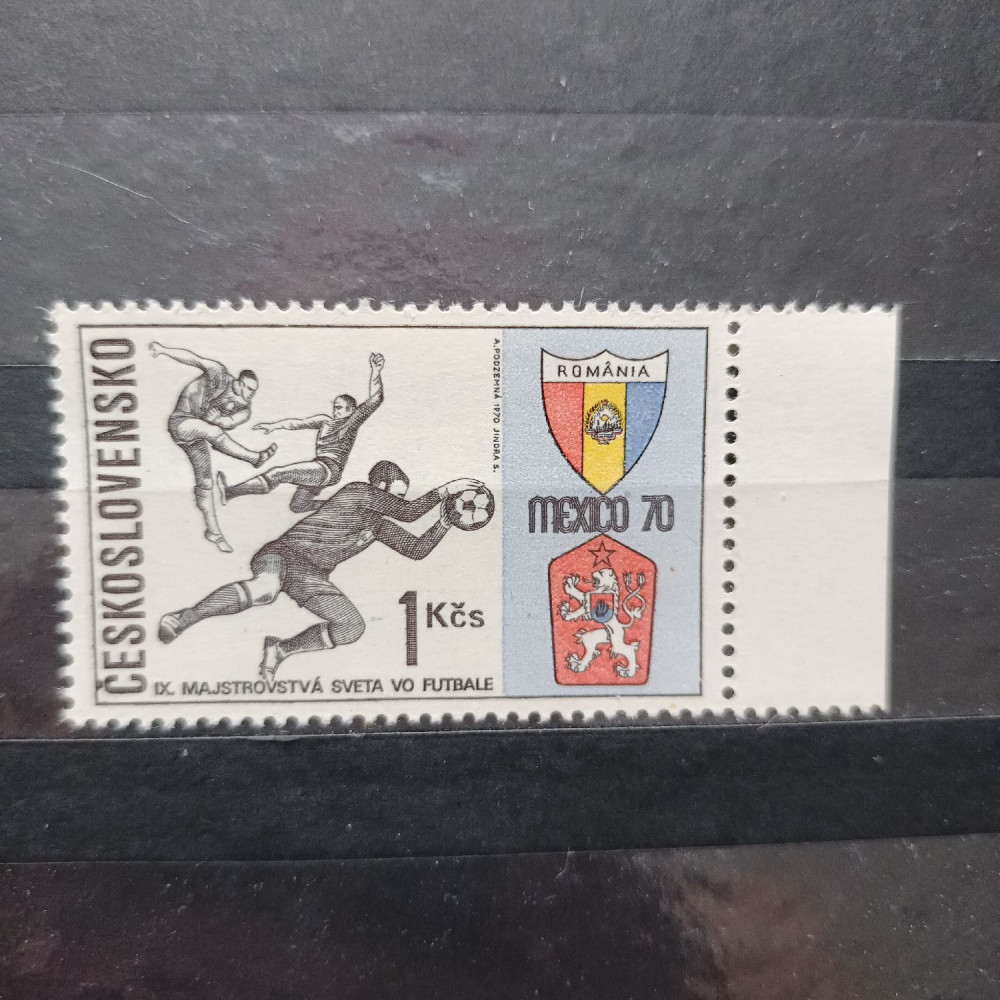 ČESKOSLOVENSKO
A. PODZEMNÁ 1970 JINDRA S.
ROMÂNIA
MEXICO 70
1 Kčs
IX. MAJSTROVSTVÁ SVETA VO FUTBALE